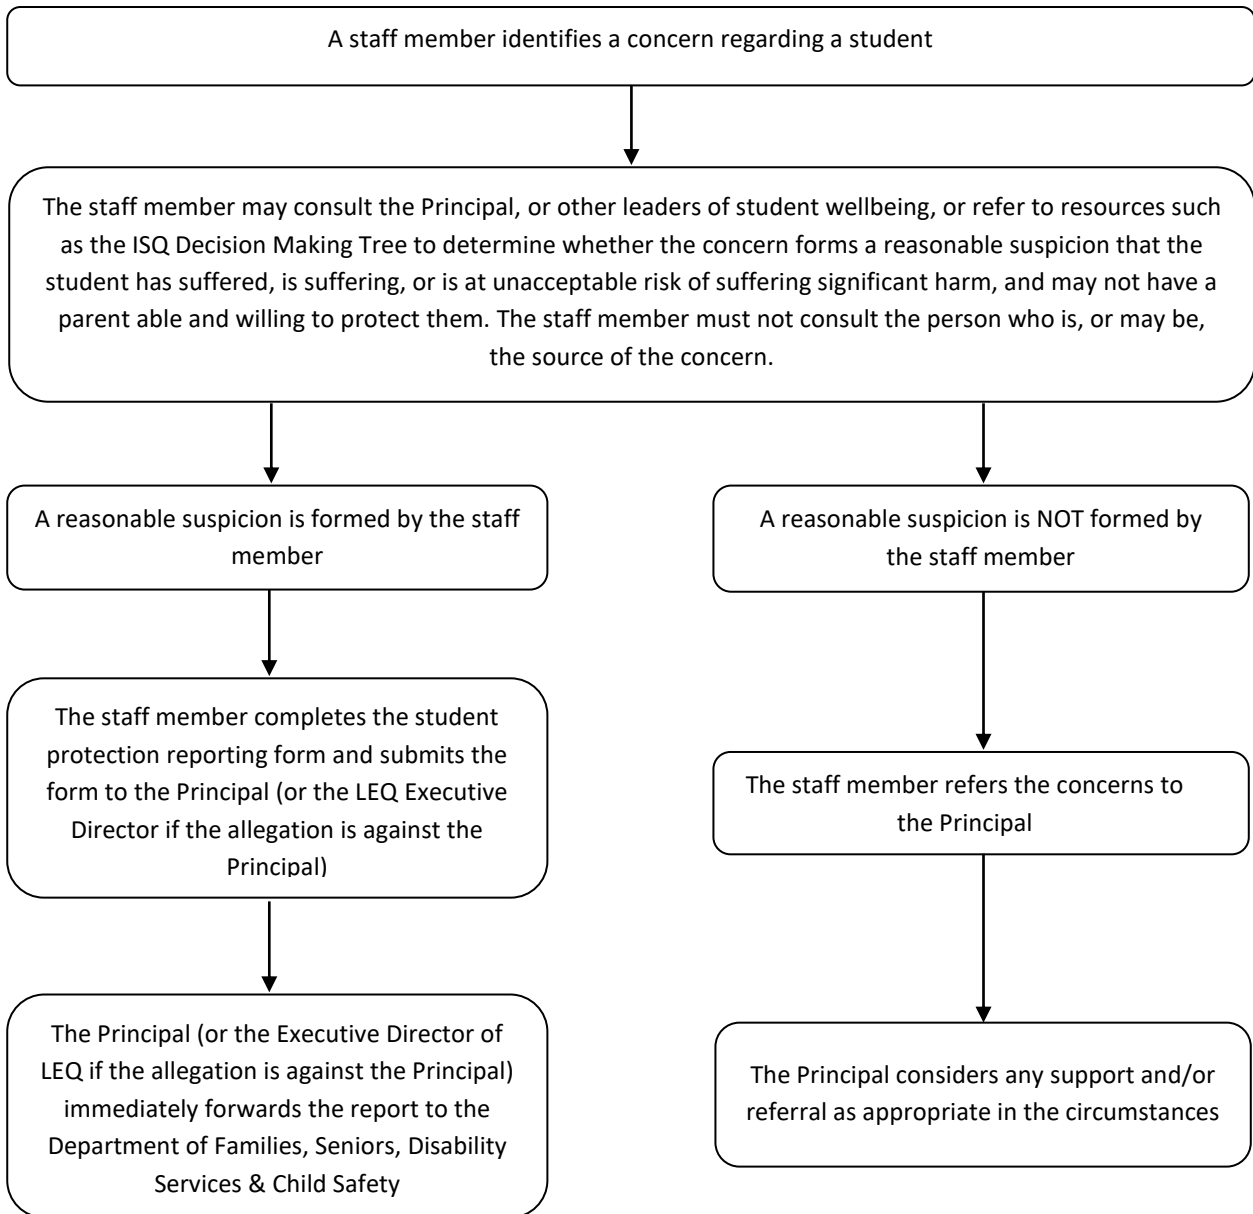 A staff member identifies a concern regarding a student
The staff member may consult the Principal, or other leaders of student wellbeing, or refer to resources such
as the ISQ Decision Making Tree to determine whether the concern forms a reasonable suspicion that the
student has suffered, is suffering, or is at unacceptable risk of suffering significant harm, and may not have a
parent able and willing to protect them. The staff member must not consult the person who is, or may be,
the source of the concern.
A reasonable suspicion is formed by the staff
member
A reasonable suspicion is NOT formed by
the staff member
The staff member completes the student
protection reporting form and submits the
form to the Principal (or the LEQ Executive
Director if the allegation is against the
Principal)
The staff member refers the concerns to
the Principal
The Principal (or the Executive Director of
LEQ if the allegation is against the Principal)
immediately forwards the report to the
Department of Families, Seniors, Disability
Services & Child Safety
The Principal considers any support and/or
referral as appropriate in the circumstances